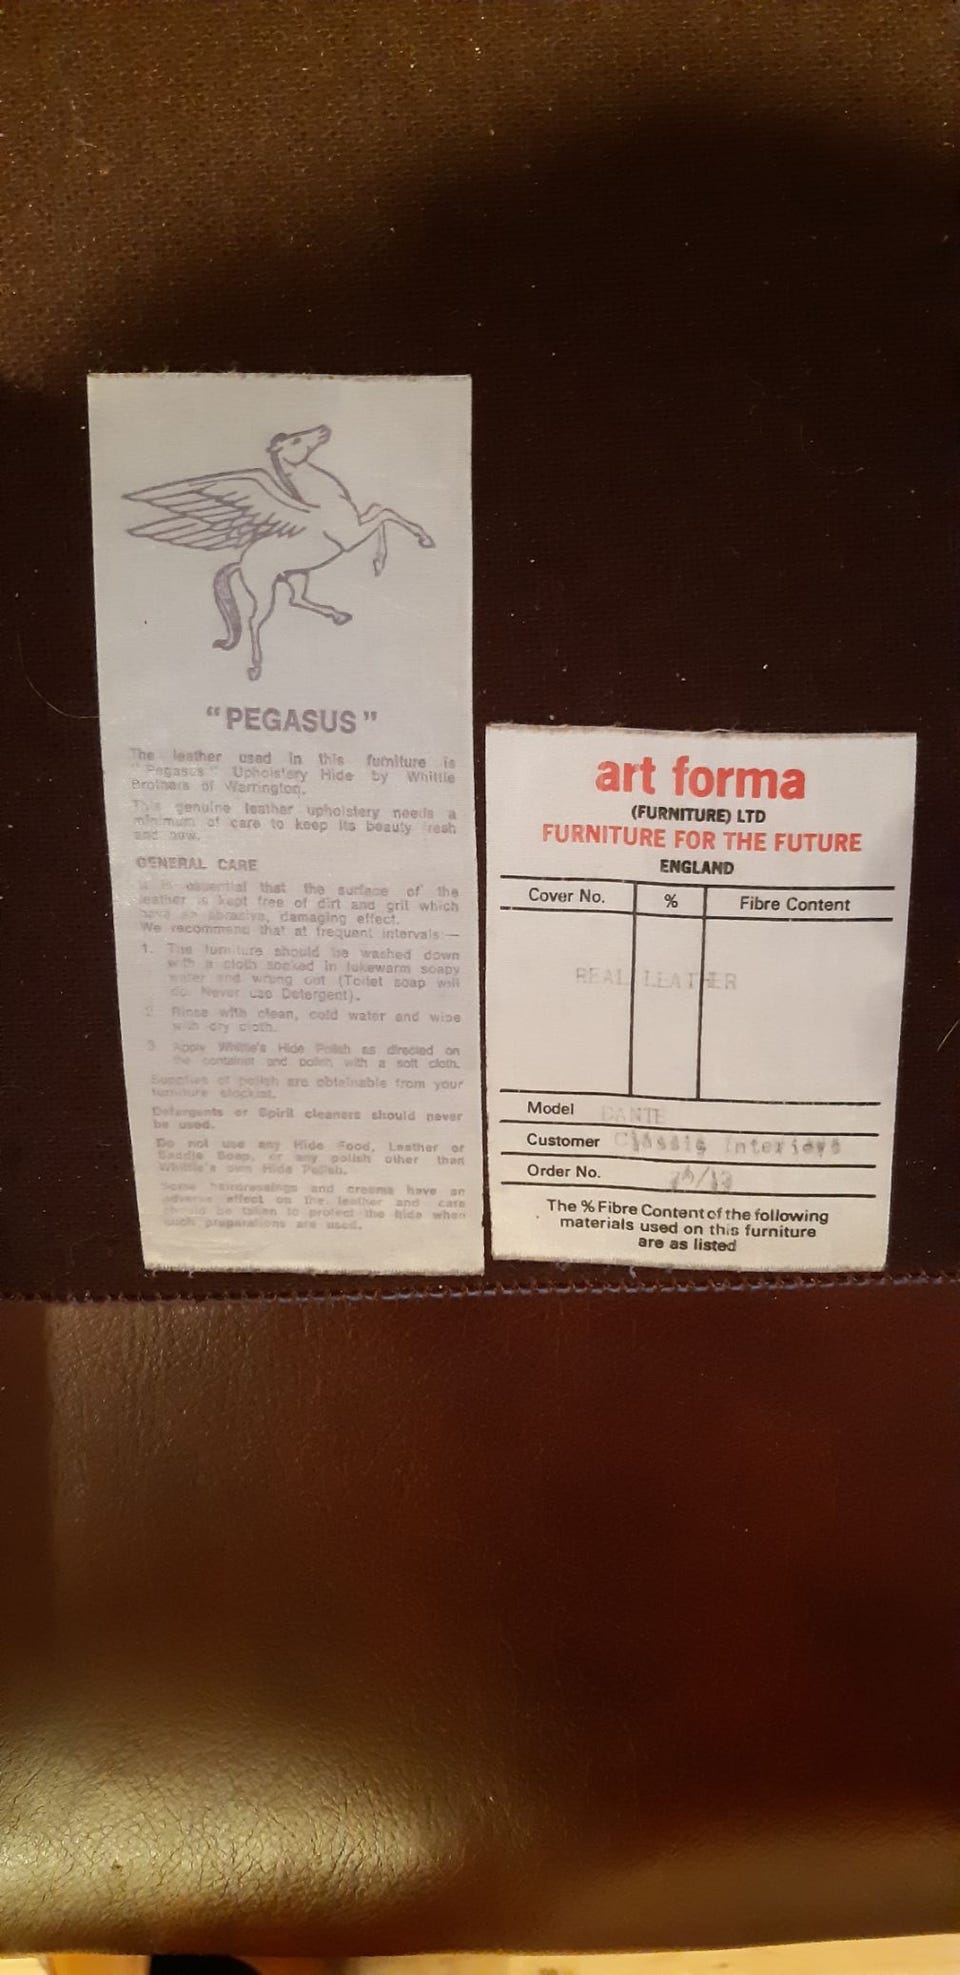 "PEGASUS"
The leather used in this furniture is
"Pegasus" Upholstery Hide by Whittle
Brothers of Warrington.
This genuine leather upholstery needs a
minimum of care to keep its beauty fresh
and new.
GENERAL CARE
It is essential that the surface of the
leather is kept free of dirt and grit which
have an abrasive, damaging effect.
We recommend that at frequent intervals:—
1. The furniture should be washed down
with a cloth soaked in lukewarm soapy
water and wrung out (Toilet soap will
do. Never use Detergent).
2. Rinse with clean, cold water and wipe
with dry cloth.
3. Apply Whittle's Hide Polish as directed on
the container and polish with a soft cloth.
Supplies of polish are obtainable from your
furniture stockist.
Detergents or Spirit cleaners should never
be used.
Do not use any Hide Food, Leather or
Saddle Soap, or any polish other than
Whittle's own Hide Polish.
Some hairdressings and creams have an
adverse effect on the leather and care
should be taken to protect the hide when
such preparations are used.
art forma
(FURNITURE) LTD
FURNITURE FOR THE FUTURE
ENGLAND
Cover No. % Fibre Content
REAL LEATHER
Model DANTE
Customer Classic Interiors
Order No.
The % Fibre Content of the following
materials used on this furniture
are as listed